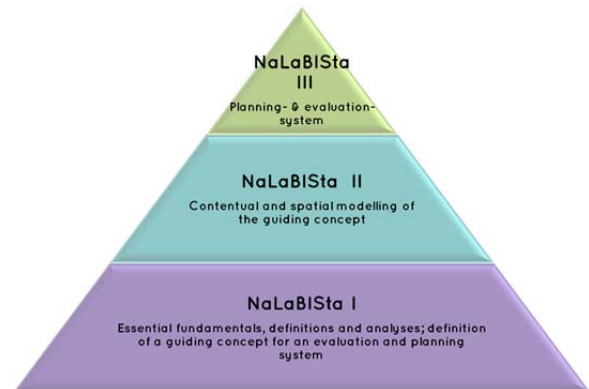 NaLaBISta
III
Planning- & evaluation-
system
NaLaBISta II
Contentual and spatial modelling of
the guiding concept
NaLaBISta I
Essential fundamentals, definitions and analyses; definition
of a guiding concept for an evaluation and planning
system